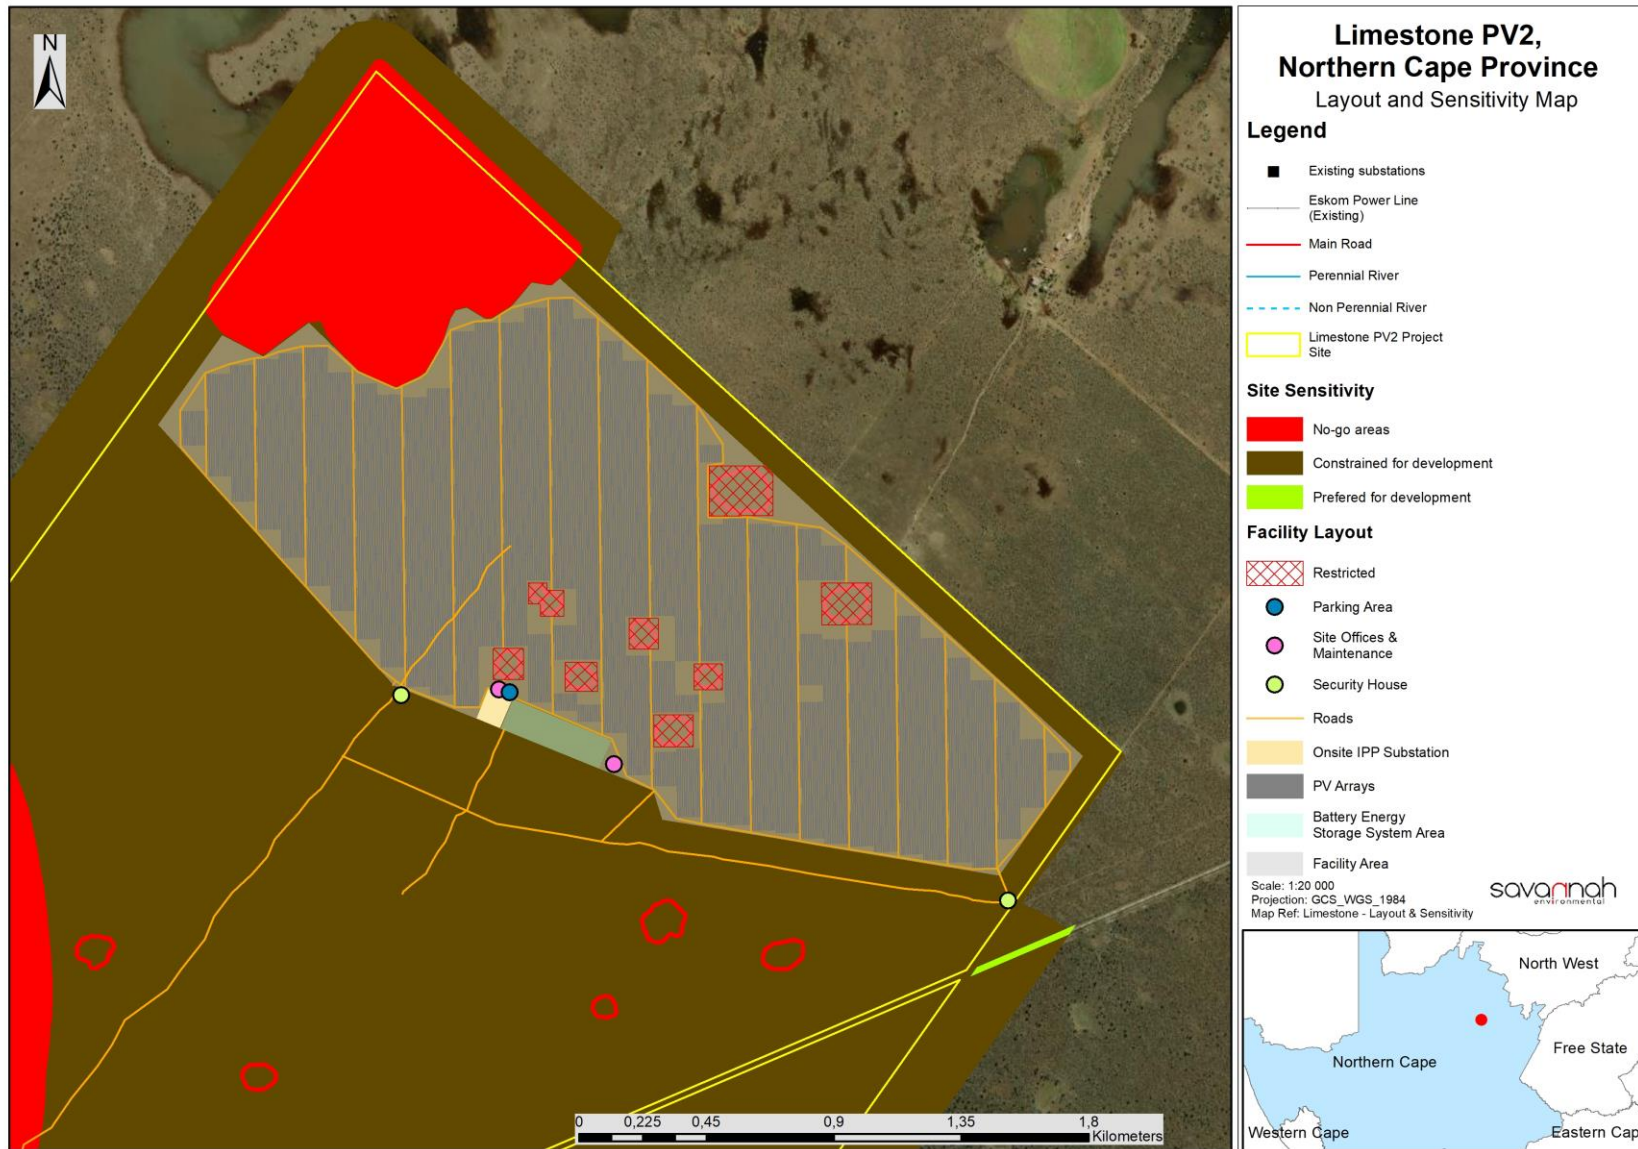 N
Limestone PV2,
Northern Cape Province
Layout and Sensitivity Map
Legend
Existing substations
Eskom Power Line
(Existing)
Main Road
Perennial River
Non Perennial River
Limestone PV2 Project
Site
Site Sensitivity
No-go areas
Constrained for development
Prefered for development
Facility Layout
Restricted
Parking Area
Site Offices &
Maintenance
Security House
Roads
Onsite IPP Substation
PV Arrays
Battery Energy
Storage System Area
Facility Area
Scale: 1:20 000
Projection: GCS_WGS_1984
Map Ref: Limestone - Layout & Sensitivity
savannah
environmental
North West
Northern Cape
Free State
Western Cape
Eastern Cap
0 0,225 0,45 0,9 1,35 1,8
Kilometers